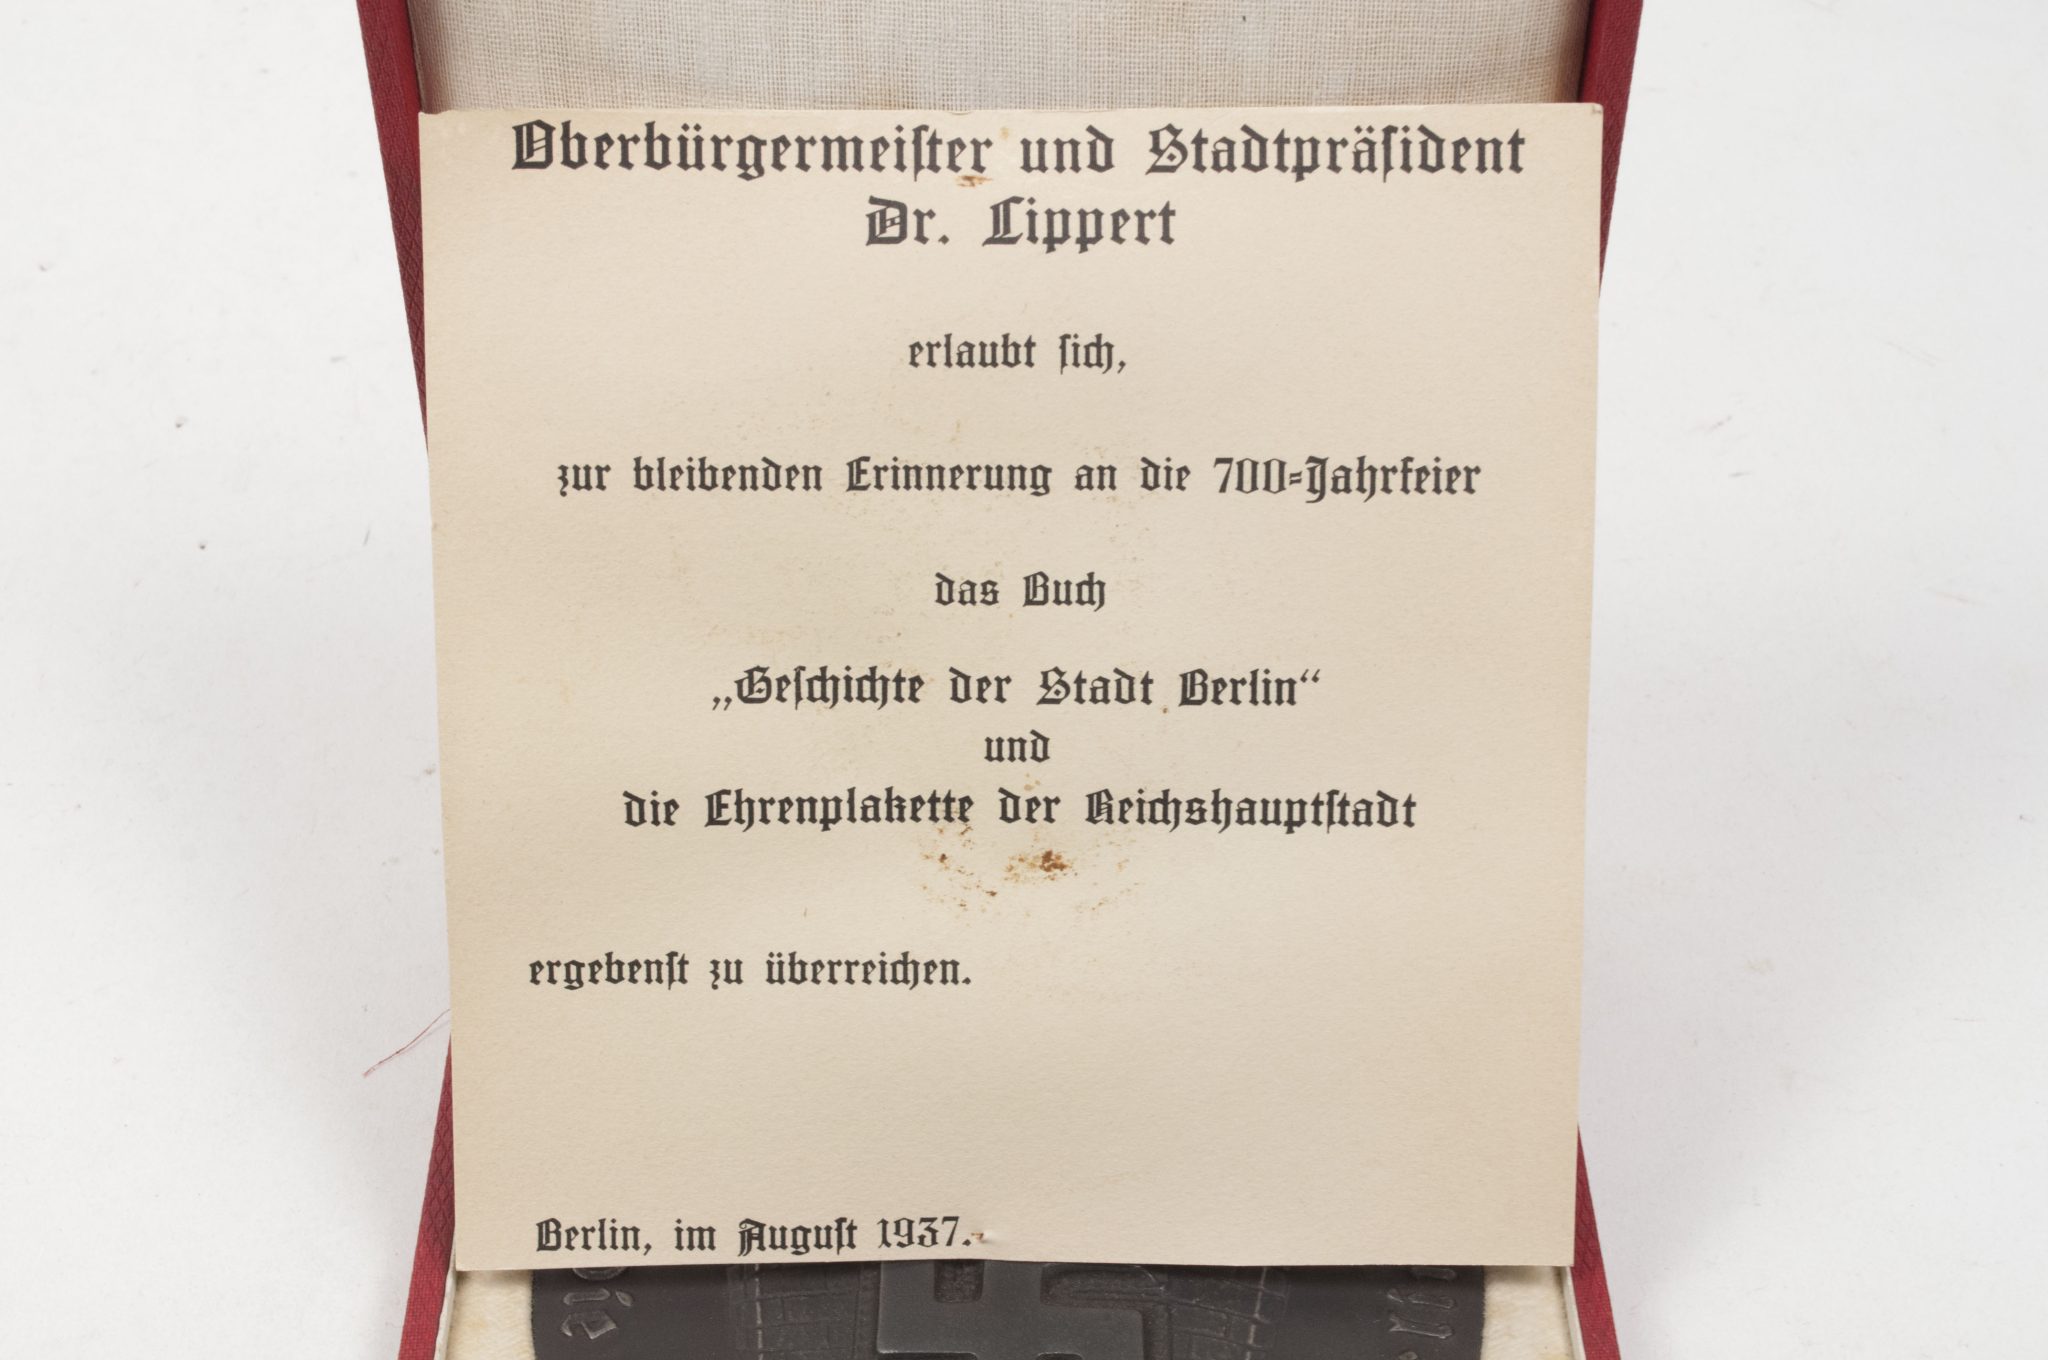 Oberbürgermeiſter und Stadtpräſident
Dr. Lippert
erlaubt ſich,
zur bleibenden Erinnerung an die 700=Jahrfeier
das Buch
„Geſchichte der Stadt Berlin“
und
die Ehrenplakette der Reichshauptſtadt
ergebenſt zu überreichen.
Berlin, im Auguſt 1937.